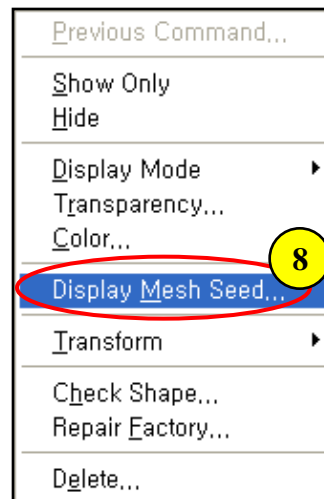 Previous Command...
Show Only
Hide
Display Mode
Transparency...
Color...
8
Display Mesh Seed...
Transform
Check Shape...
Repair Factory...
Delete...